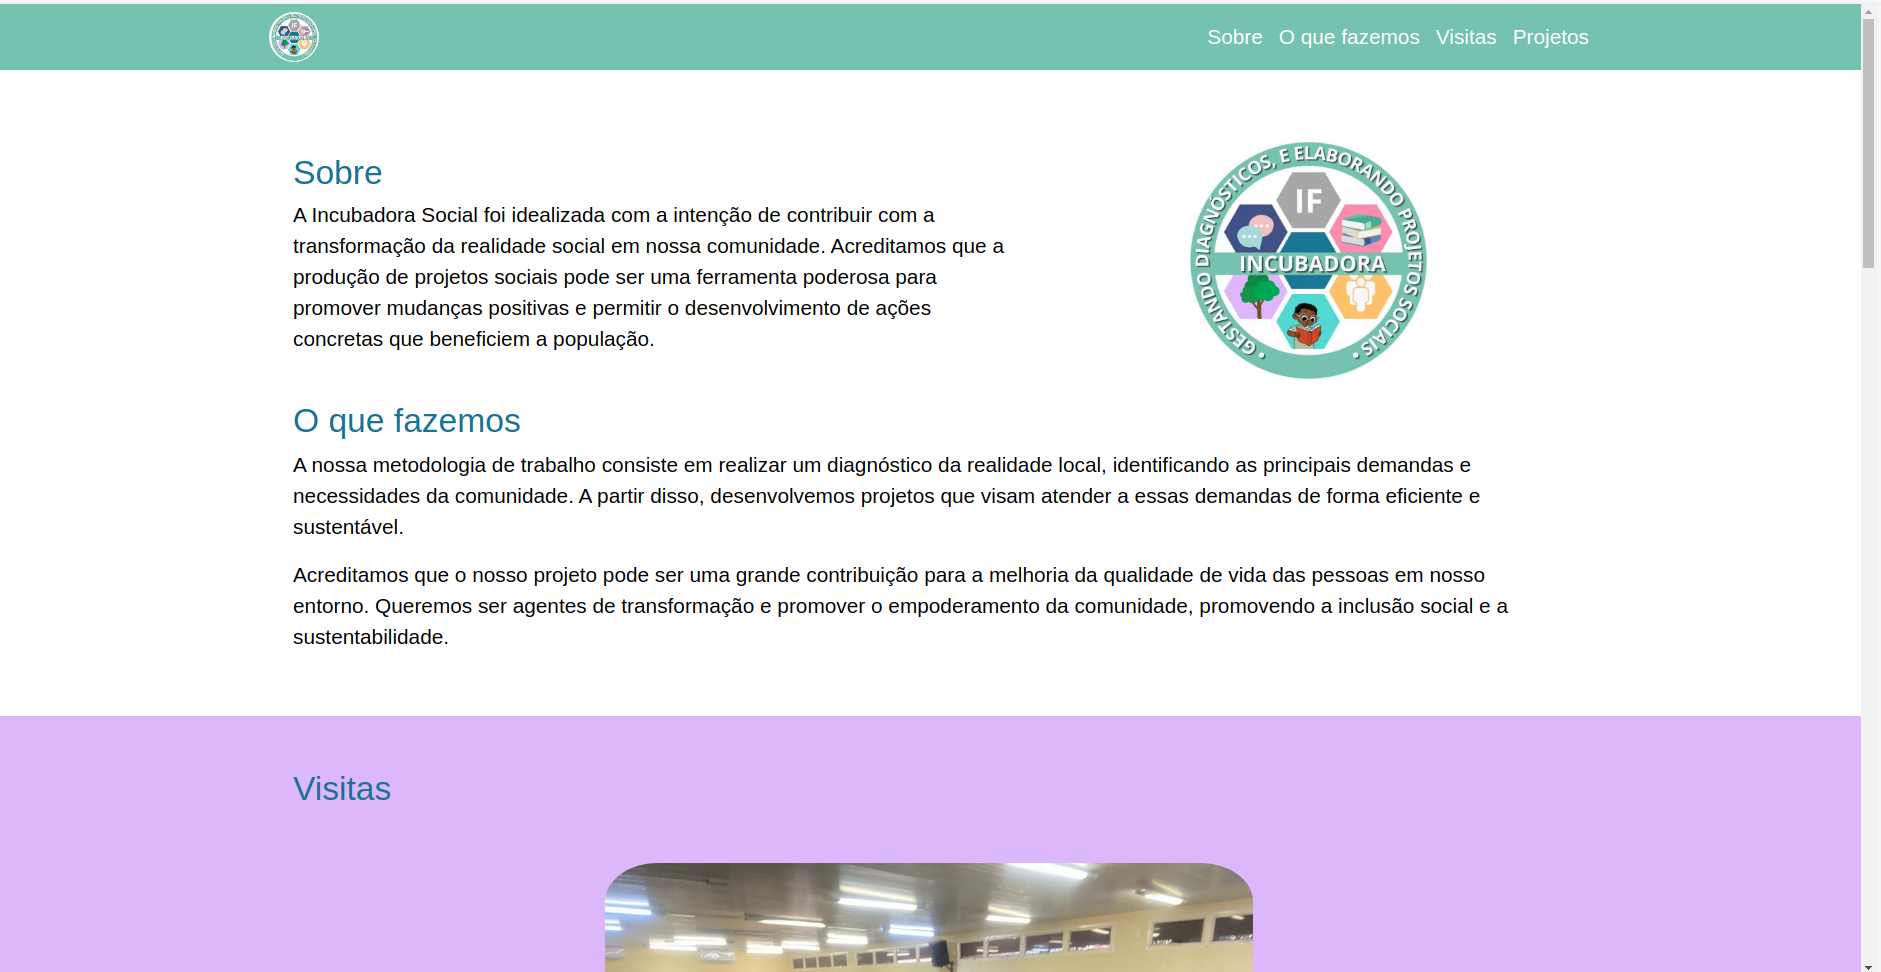 Sobre O que fazemos Visitas Projetos
Sobre
A Incubadora Social foi idealizada com a intenção de contribuir com a
transformação da realidade social em nossa comunidade. Acreditamos que a
produção de projetos sociais pode ser uma ferramenta poderosa para
promover mudanças positivas e permitir o desenvolvimento de ações
concretas que beneficiem a população.
• GESTANDO DIAGNÓSTICOS, E ELABORANDO PROJETOS SOCIAIS •
IF
INCUBADORA
O que fazemos
A nossa metodologia de trabalho consiste em realizar um diagnóstico da realidade local, identificando as principais demandas e
necessidades da comunidade. A partir disso, desenvolvemos projetos que visam atender a essas demandas de forma eficiente e
sustentável.
Acreditamos que o nosso projeto pode ser uma grande contribuição para a melhoria da qualidade de vida das pessoas em nosso
entorno. Queremos ser agentes de transformação e promover o empoderamento da comunidade, promovendo a inclusão social e a
sustentabilidade.
Visitas